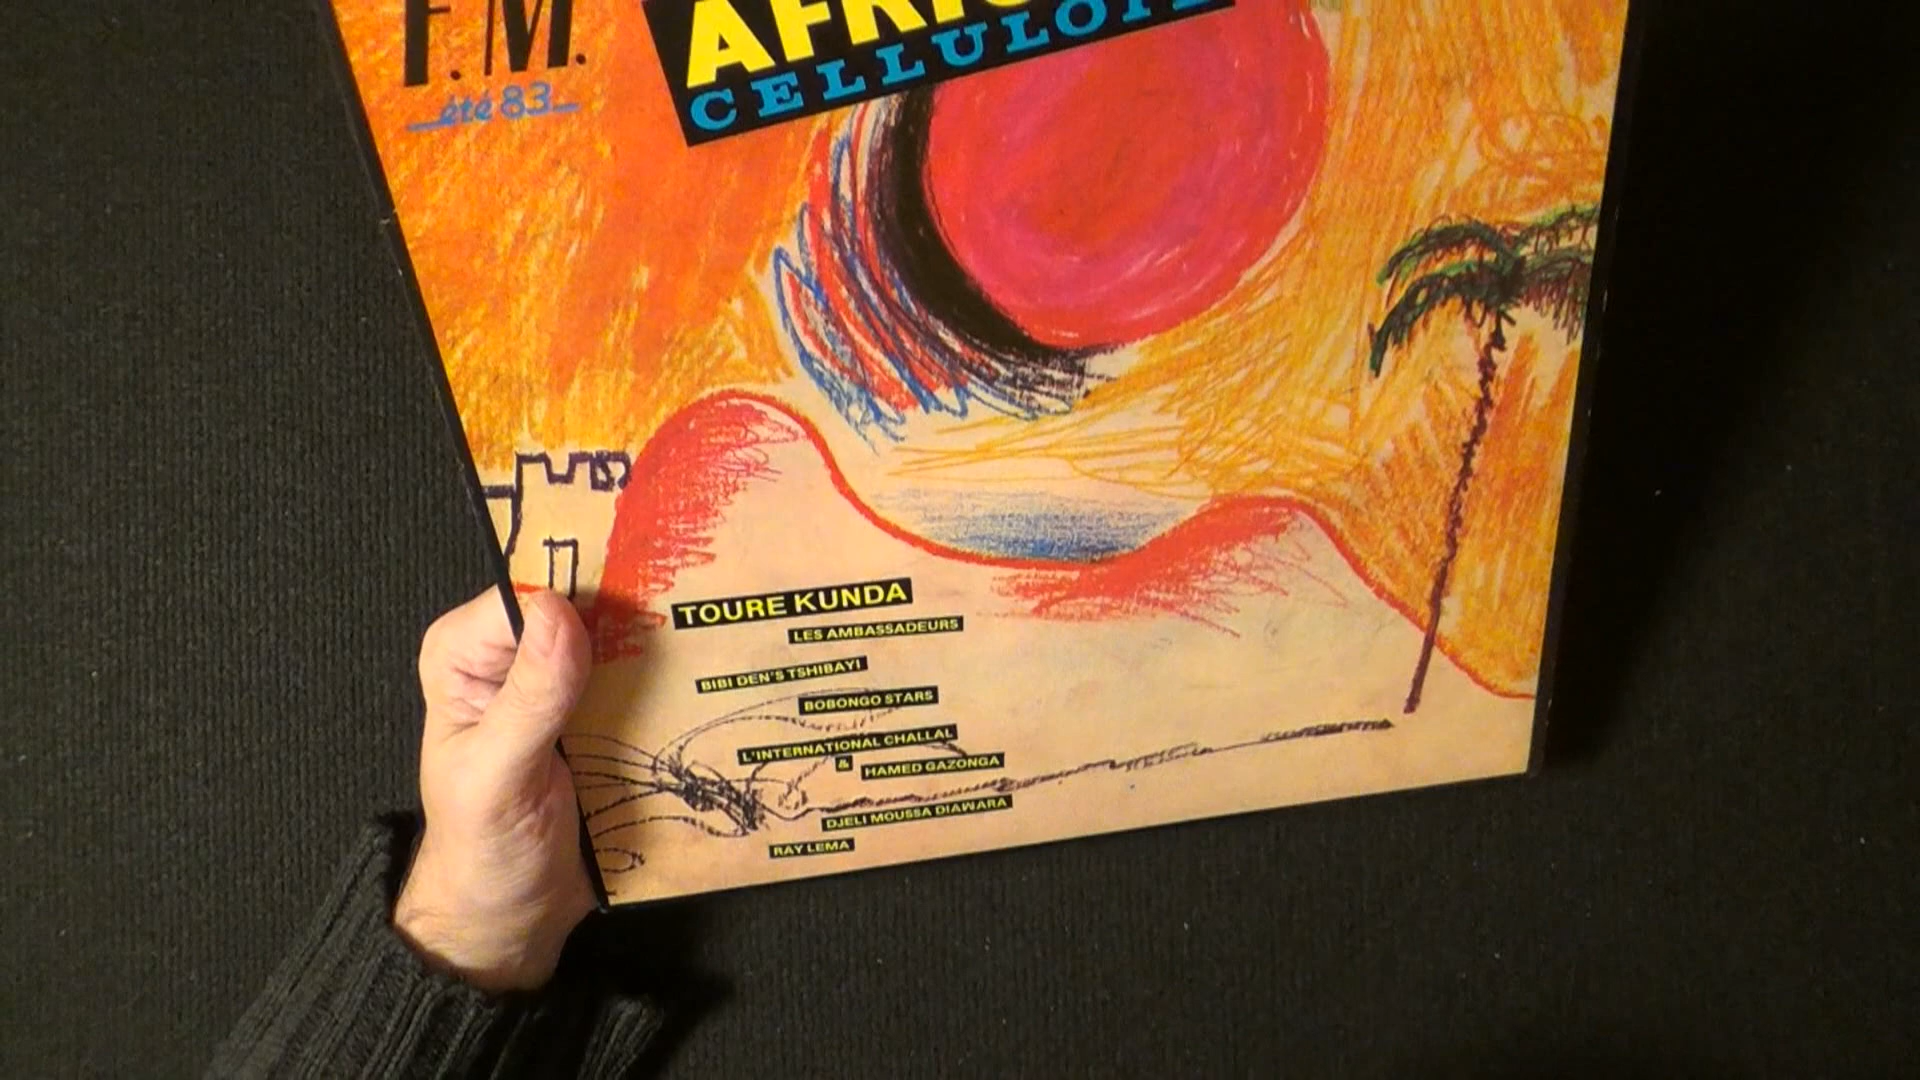 F.M.
été 83
CELLULOID
TOURE KUNDA
LES AMBASSADEURS
BIBI DEN'S TSHIBAYI
BOBONGO STARS
L'INTERNATIONAL CHALLAL
&
HAMED GAZONGA
DJELI MOUSSA DIAWARA
RAY LEMA